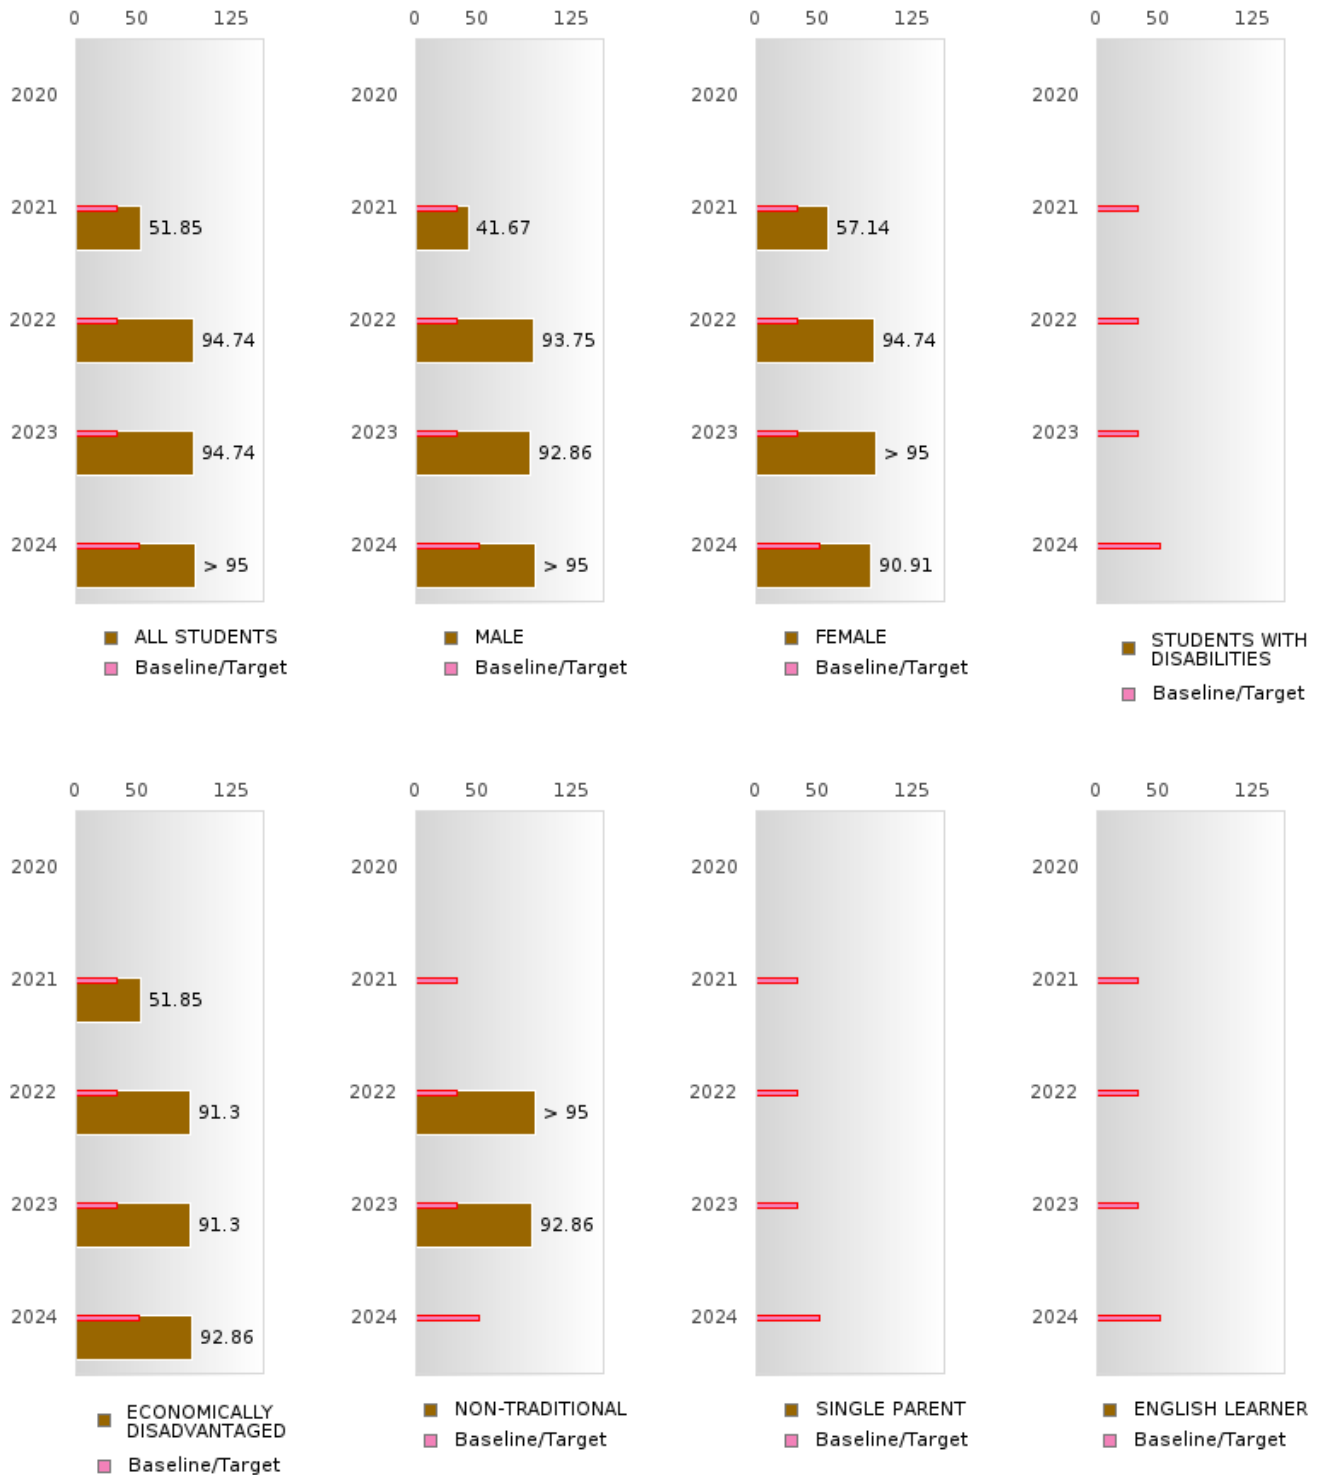 0 50 125
0 50 125
0 50 125
0 50 125
2020
2020
2020
2020
2021
51.85
2021
41.67
2021
57.14
2021
2022
94.74
2022
93.75
2022
94.74
2022
2023
94.74
2023
92.86
2023
> 95
2023
2024
> 95
2024
> 95
2024
90.91
2024
ALL STUDENTS
Baseline/Target
MALE
Baseline/Target
FEMALE
Baseline/Target
STUDENTS WITH
DISABILITIES
Baseline/Target
0 50 125
0 50 125
0 50 125
0 50 125
2020
2020
2020
2020
2021
51.85
2021
2021
2021
2022
91.3
2022
> 95
2022
2022
2023
91.3
2023
92.86
2023
2023
2024
92.86
2024
2024
2024
ECONOMICALLY
DISADVANTAGED
Baseline/Target
NON-TRADITIONAL
Baseline/Target
SINGLE PARENT
Baseline/Target
ENGLISH LEARNER
Baseline/Target